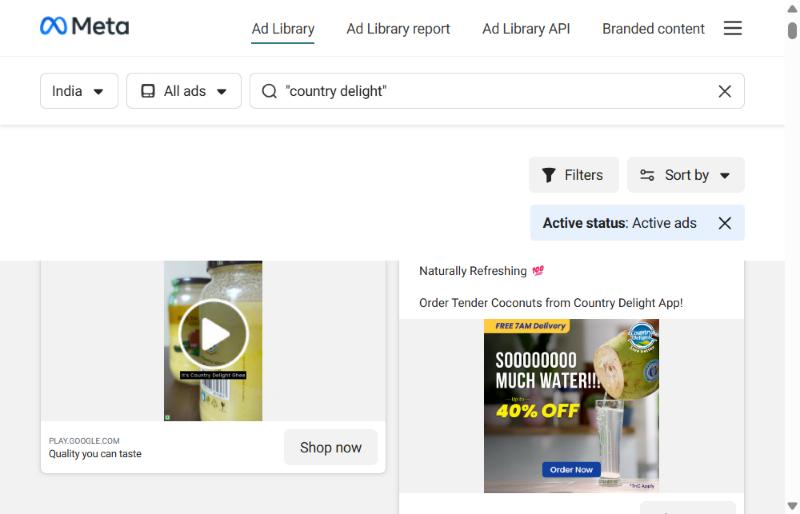 Meta
Ad Library
Ad Library report
Ad Library API
Branded content
India
All ads
"country delight"
Filters
Sort by
Active status: Active ads
It's Country Delight Ghee
PLAY.GOOGLE.COM
Quality you can taste
Shop now
Naturally Refreshing 💯
Order Tender Coconuts from Country Delight App!
FREE 7AM Delivery
Country Delight
SOOOOOOOO
MUCH WATER!!!
Up to
40% OFF
Order Now
*TnC Apply